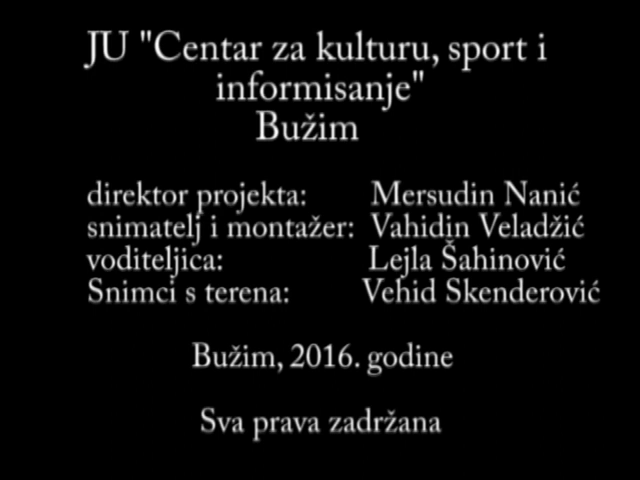 JU "Centar za kulturu, sport i
informisanje"
Bužim
direktor projekta: Mersudin Nanić
snimatelj i montažer: Vahidin Veladžić
voditeljica: Lejla Šahinović
Snimci s terena: Vehid Skenderović
Bužim, 2016. godine
Sva prava zadržana